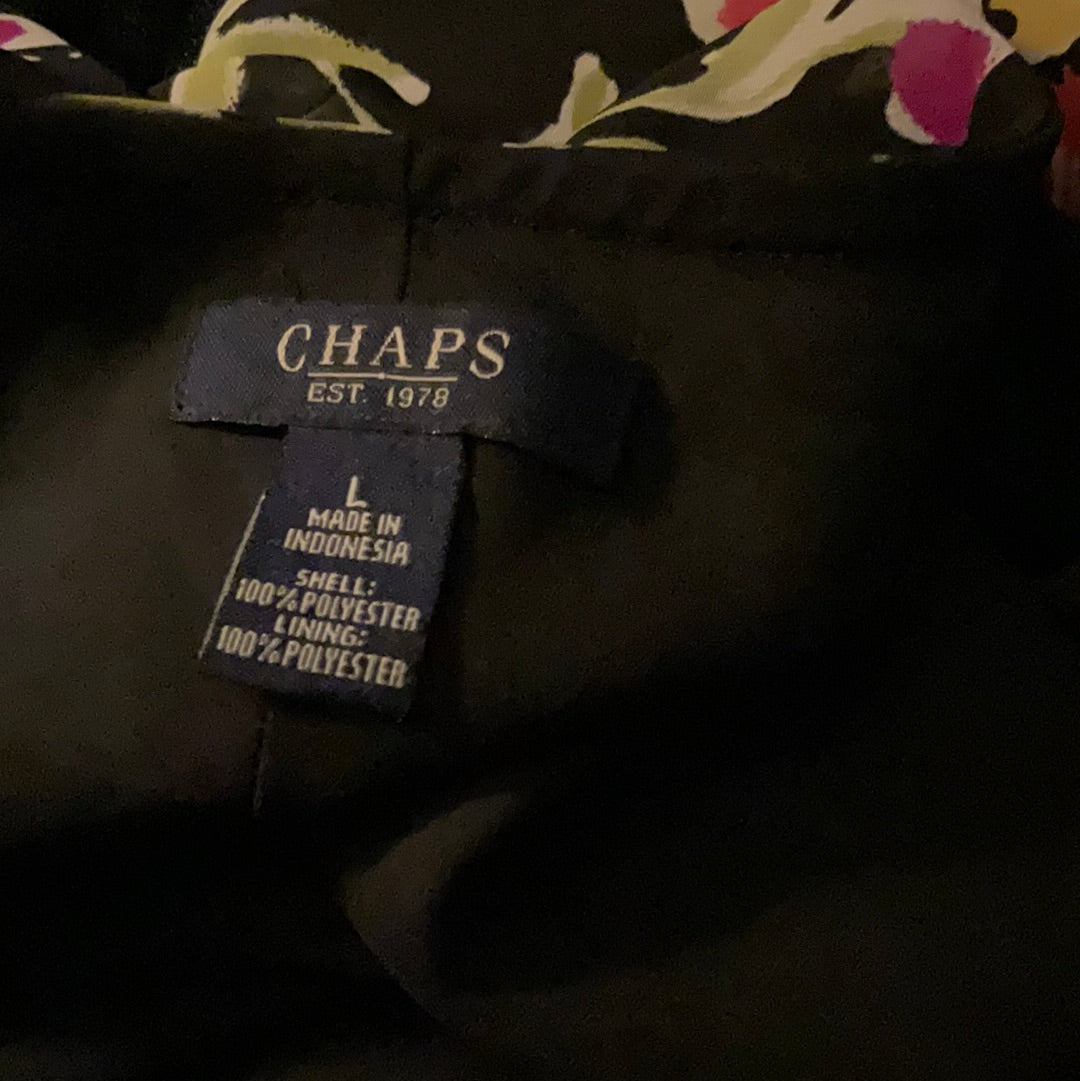 CHAPS
EST. 1978
L
MADE IN
INDONESIA
SHELL:
100% POLYESTER
LINING:
100% POLYESTER